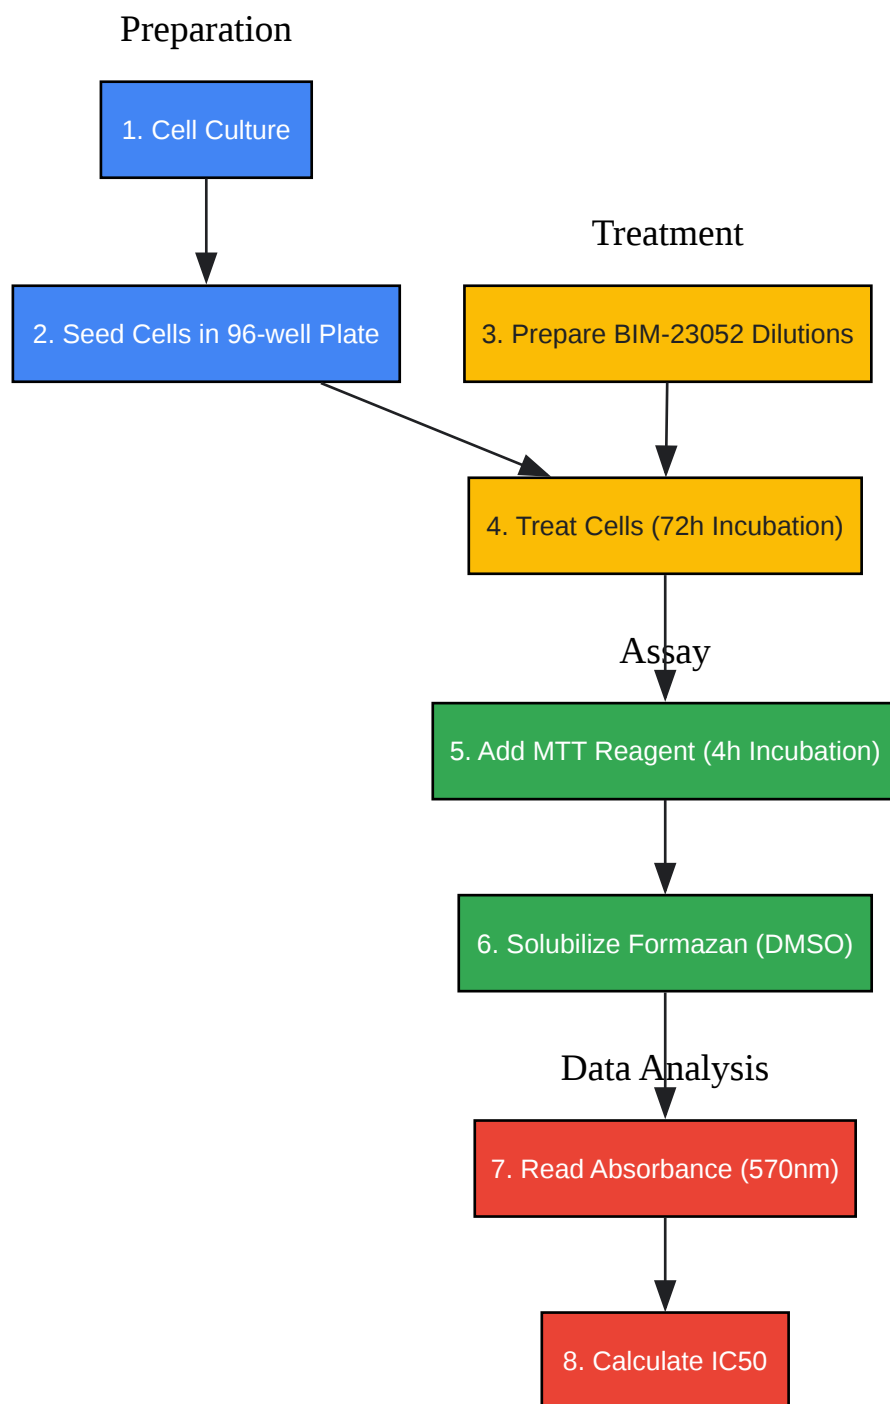 Preparation
1. Cell Culture
2. Seed Cells in 96-well Plate
Treatment
3. Prepare BIM-23052 Dilutions
4. Treat Cells (72h Incubation)
Assay
5. Add MTT Reagent (4h Incubation)
6. Solubilize Formazan (DMSO)
Data Analysis
7. Read Absorbance (570nm)
8. Calculate IC50